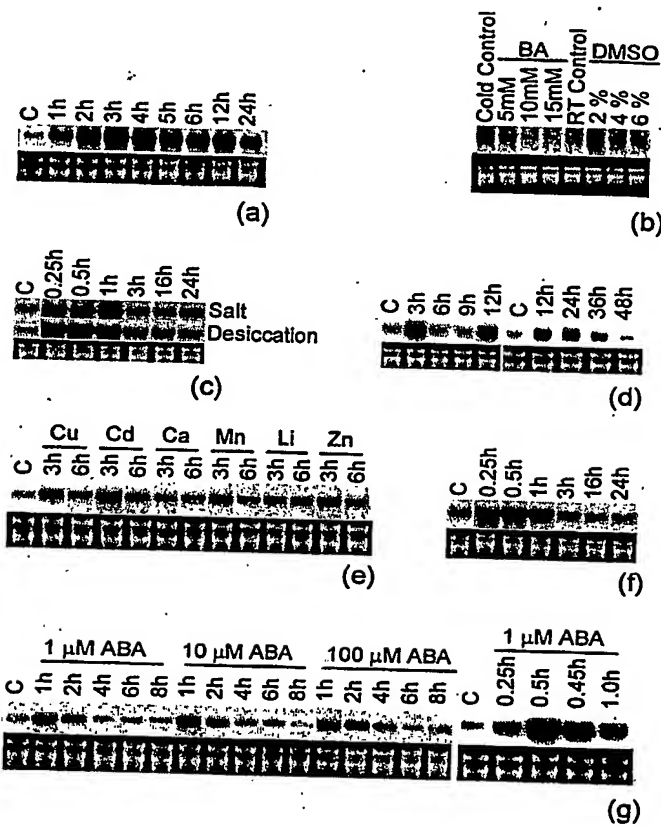 C 1h 2h 3h 4h 5h 6h 12h 24h
(a)
BA DMSO
Cold Control 5mM 10mM 15mM RT Control 2 % 4 % 6 %
(b)
C 0.25h 0.5h 1h 3h 16h 24h
Salt
Desiccation
(c)
C 3h 6h 9h 12h C 12h 24h 36h 48h
(d)
Cu Cd Ca Mn Li Zn
C 3h 6h 3h 6h 3h 6h 3h 6h 3h 6h 3h 6h
(e)
C 0.25h 0.5h 1h 3h 16h 24h
(f)
1 μM ABA 10 μM ABA 100 μM ABA 1 μM ABA
C 1h 2h 4h 6h 8h 1h 2h 4h 6h 8h 1h 2h 4h 6h 8h C 0.25h 0.5h 0.45h 1.0h
(g)